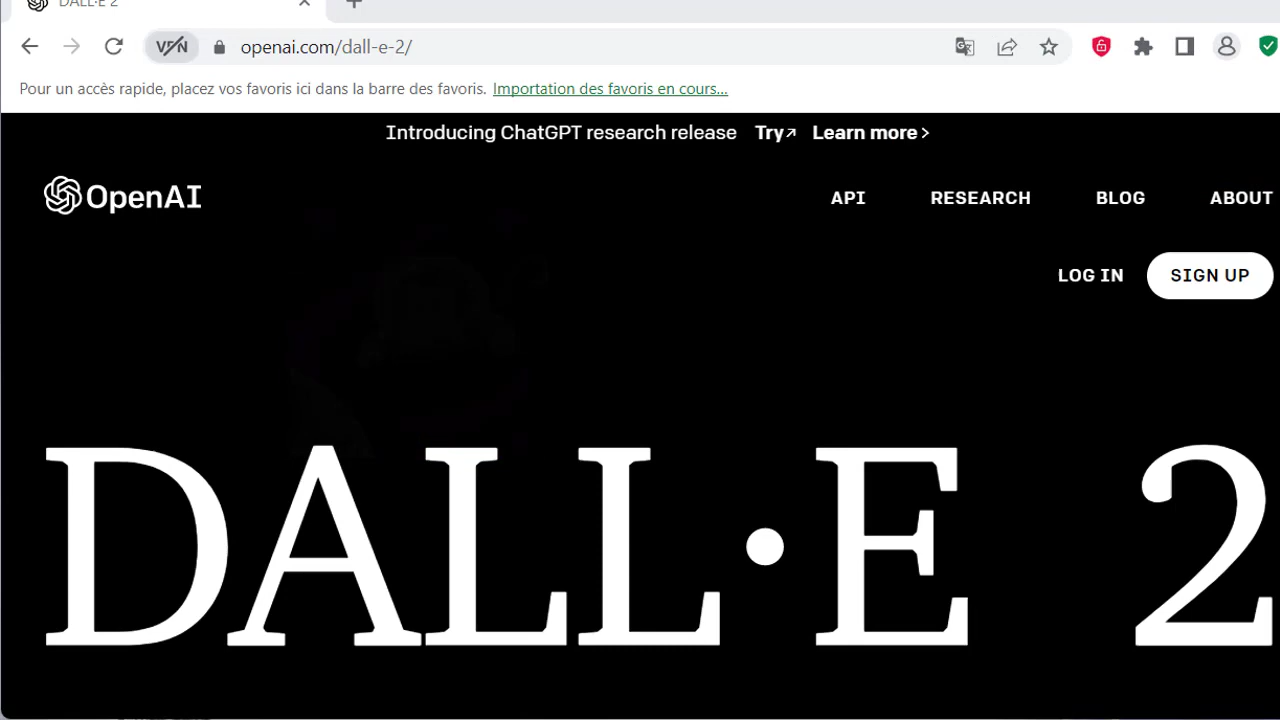 DALL·E 2
VPN openai.com/dall-e-2/
Pour un accès rapide, placez vos favoris ici dans la barre des favoris. Importation des favoris en cours...
Introducing ChatGPT research release Try↗ Learn more >
OpenAI API RESEARCH BLOG ABOUT
LOG IN SIGN UP
DALL·E 2